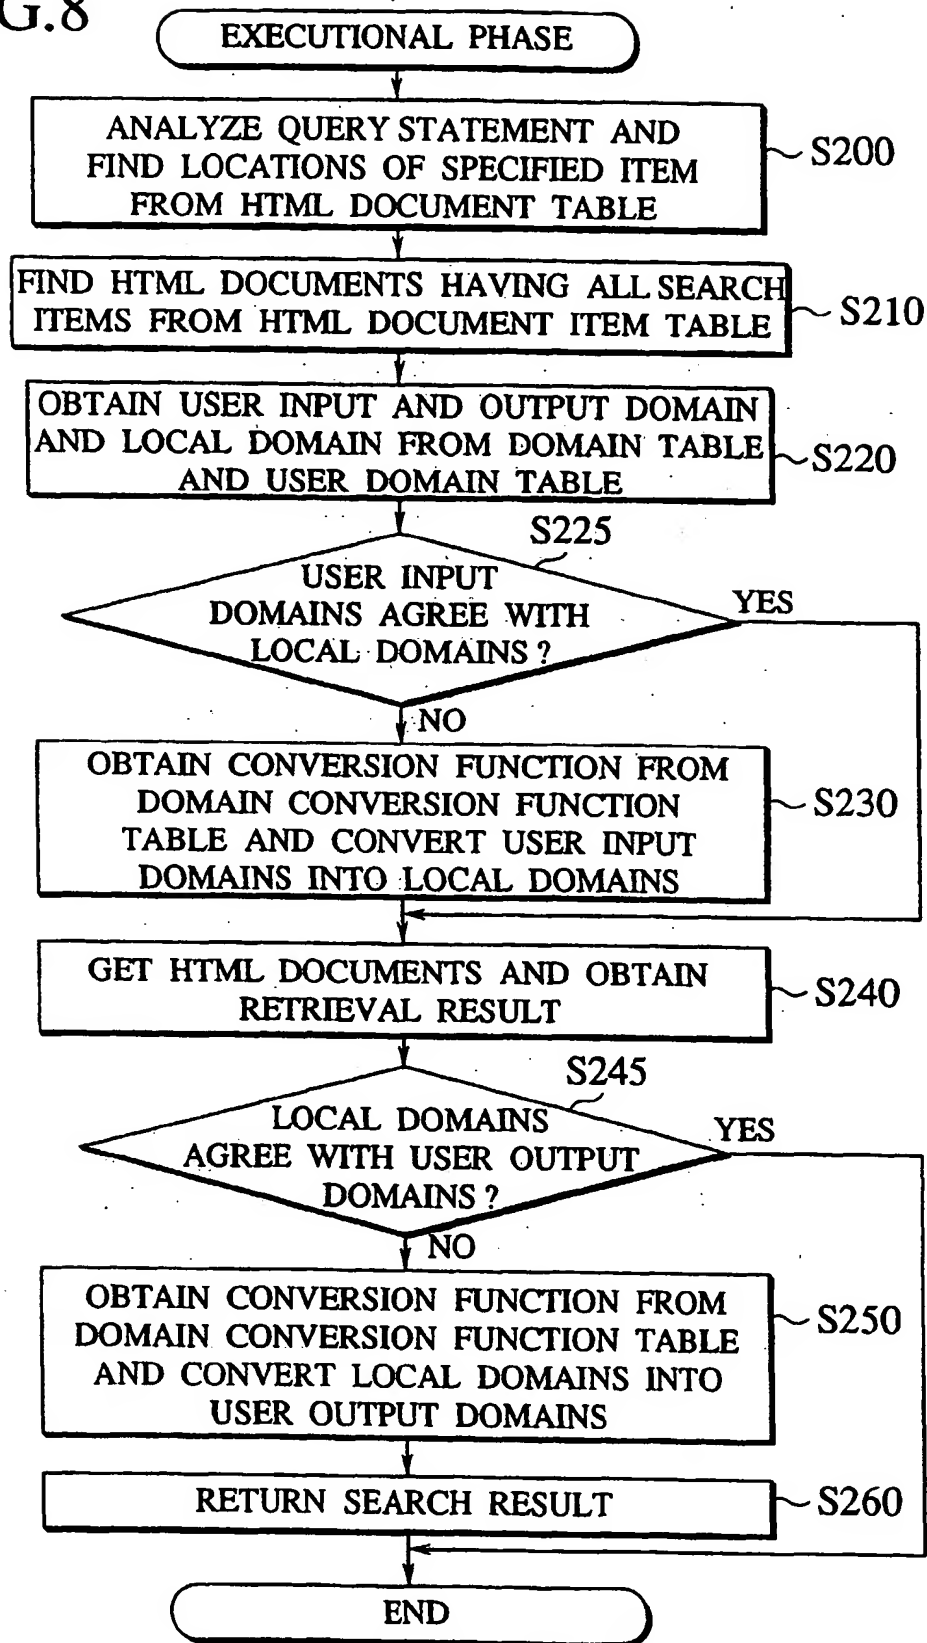 G.8
EXECUTIONAL PHASE
ANALYZE QUERY STATEMENT AND
FIND LOCATIONS OF SPECIFIED ITEM
FROM HTML DOCUMENT TABLE
S200
FIND HTML DOCUMENTS HAVING ALL SEARCH
ITEMS FROM HTML DOCUMENT ITEM TABLE
S210
OBTAIN USER INPUT AND OUTPUT DOMAIN
AND LOCAL DOMAIN FROM DOMAIN TABLE
AND USER DOMAIN TABLE
S220
S225
USER INPUT
DOMAINS AGREE WITH
LOCAL DOMAINS ?
YES
NO
OBTAIN CONVERSION FUNCTION FROM
DOMAIN CONVERSION FUNCTION
TABLE AND CONVERT USER INPUT
DOMAINS INTO LOCAL DOMAINS
S230
GET HTML DOCUMENTS AND OBTAIN
RETRIEVAL RESULT
S240
S245
LOCAL DOMAINS
AGREE WITH USER OUTPUT
DOMAINS ?
YES
NO
OBTAIN CONVERSION FUNCTION FROM
DOMAIN CONVERSION FUNCTION TABLE
AND CONVERT LOCAL DOMAINS INTO
USER OUTPUT DOMAINS
S250
RETURN SEARCH RESULT
S260
END